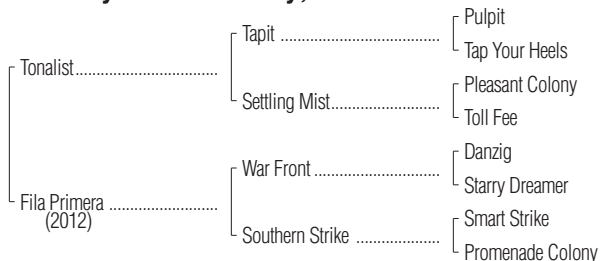 Pulpit
Tapit ..............................
Tap Your Heels
Tonalist...........................
Pleasant Colony
Settling Mist.....................
Toll Fee
Danzig
War Front ........................
Starry Dreamer
Fila Primera ....................
(2012)
Smart Strike
Southern Strike ................
Promenade Colony